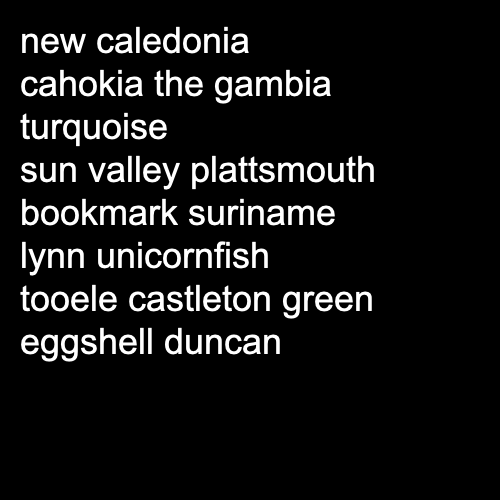 new caledonia
cahokia the gambia
turquoise
sun valley plattsmouth
bookmark suriname
lynn unicornfish
tooele castleton green
eggshell duncan